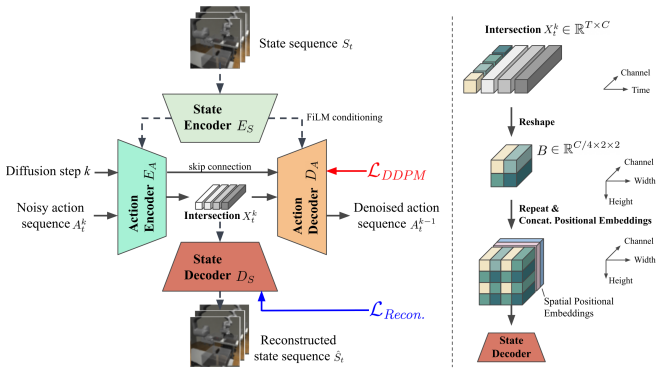 State sequence $S_t$
State
Encoder $E_S$
FiLM conditioning
Diffusion step $k$
Noisy action
sequence $A_t^k$
Action
Encoder $E_A$
skip connection
Intersection $X_t^k$
Action
Decoder $D_A$
$\mathcal{L}_{DDPM}$
Denoised action
sequence $A_t^{k-1}$
State
Decoder $D_S$
$\mathcal{L}_{Recon.}$
Reconstructed
state sequence $\hat{S}_t$
Intersection $X_t^k \in \mathbb{R}^{T \times C}$
Channel
Time
Reshape
$B \in \mathbb{R}^{C/4 \times 2 \times 2}$
Channel
Width
Height
Repeat &
Concat. Positional Embeddings
Channel
Width
Height
Spatial Positional
Embeddings
State
Decoder